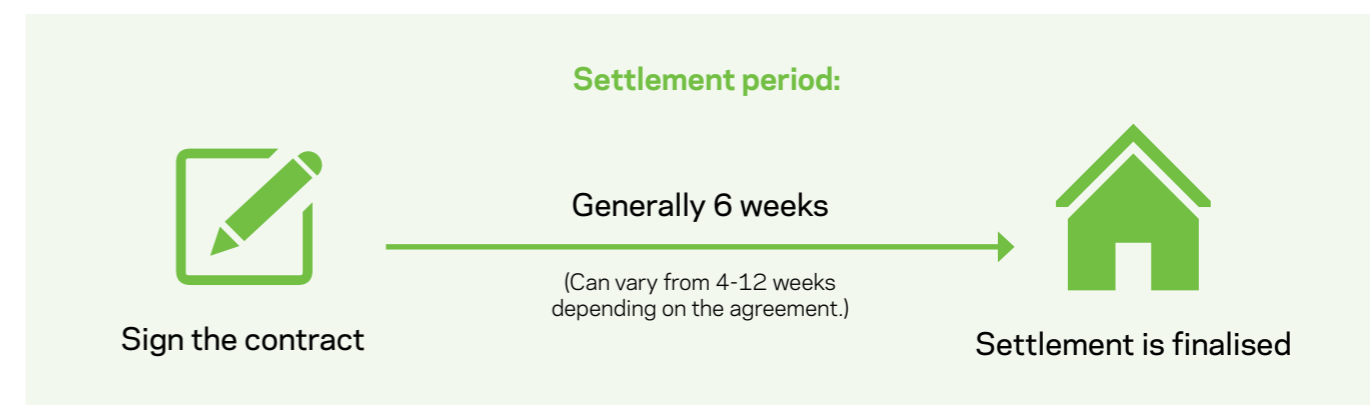 Settlement period:
Generally 6 weeks
(Can vary from 4-12 weeks
depending on the agreement.)
Sign the contract
Settlement is finalised